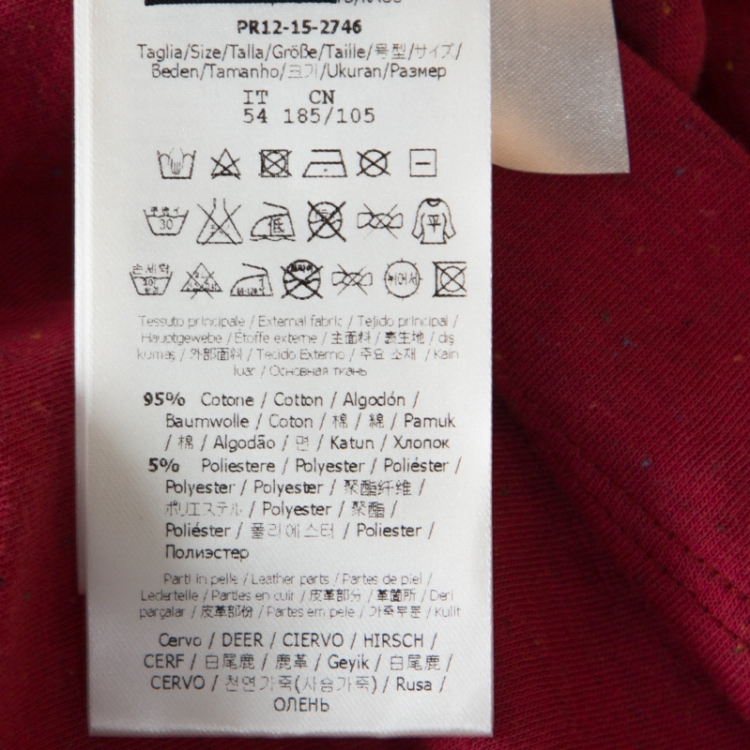 PR12-15-2746
Taglia/Size/Talla/Größe/Taille/号型/サイズ/
Beden/Tamanho/크기/Ukuran/Размер
IT CN
54 185/105
30
低
平
손세탁
Tessuto principale / External fabric / Tejido principal /
Hauptgewebe / Étoffe externe / 主面料 / 裏生地 / dış
kumaş / 外部面料 / Tecido Externo / 주요 소재 / Kain
luar / Основная ткань
95% Cotone / Cotton / Algodón /
Baumwolle / Coton / 棉 / 綿 / Pamuk
/ 棉 / Algodão / 면 / Katun / Хлопок
5% Poliestere / Polyester / Poliéster /
Polyester / Polyester / 聚酯纤维 /
ポリエステル / Polyester / 聚酯 /
Poliéster / 폴리에스터 / Poliester /
Полиэстер
Parti in pelle / Leather parts / Partes de piel /
Lederteile / Parties en cuir / 皮革部分 / 革箇所 / Deri
parçalar / 皮革部份 / Partes em pele / 가죽부분 / Kulit
Cervo / DEER / CIERVO / HIRSCH /
CERF / 白尾鹿 / 鹿革 / Geyik / 白尾鹿 /
CERVO / 천연가죽(사슴가죽) / Rusa /
ОЛЕНЬ